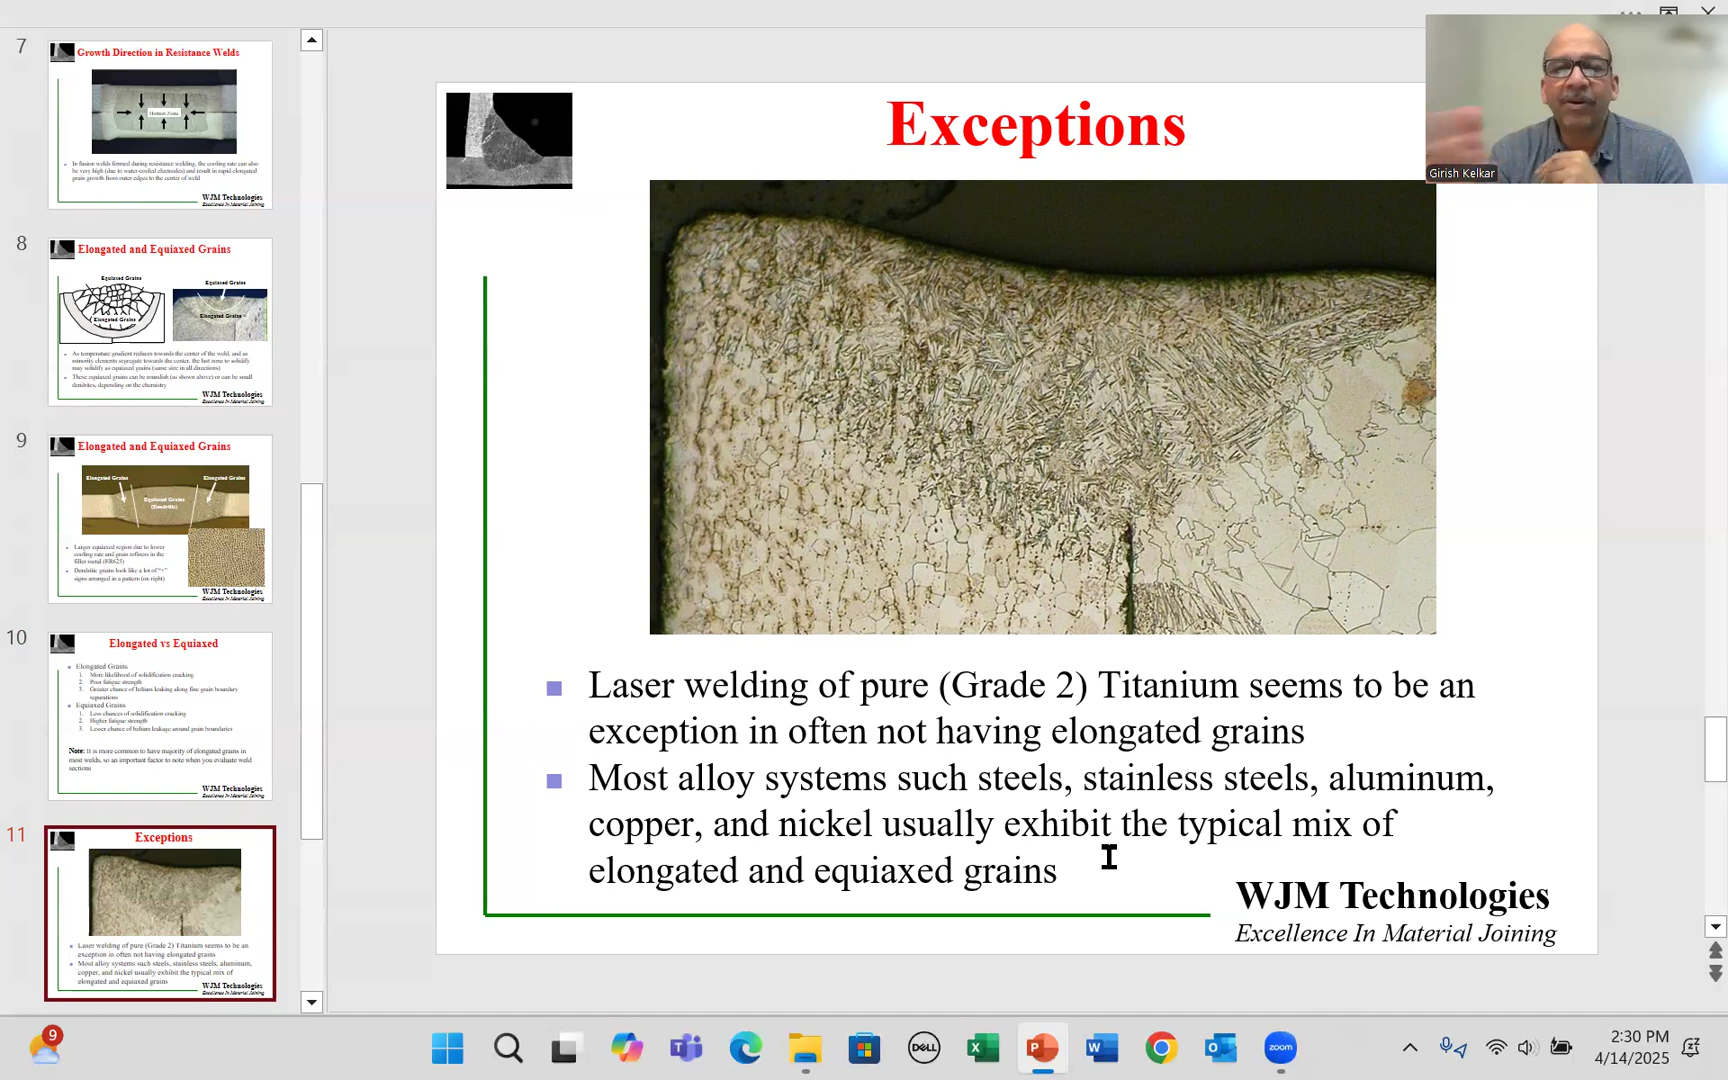 7
Growth Direction in Resistance Welds
In fusion welds formed during resistance welding, the cooling rate can also
be very high (due to water-cooled electrodes) and result in rapid elongated
grain growth from outer edges to the center of weld
WJM Technologies
Excellence In Material Joining
8
Elongated and Equiaxed Grains
Equiaxed Grains
Elongated Grains
Equiaxed Grains
Elongated Grains
As temperature gradient reduces towards the center of the weld, and as
minority elements segregate towards the center, the last zone to solidify
may solidify as equiaxed grains (same size in all directions)
These equiaxed grains can be roundish (as shown above) or can be small
dendrites, depending on the chemistry
WJM Technologies
Excellence In Material Joining
9
Elongated and Equiaxed Grains
Elongated Grains
Equiaxed Grains
(Dendritic)
Elongated Grains
Larger equiaxed region due to lower
cooling rate and grain refiners in the
filler metal
Dendritic grains look like a lot of "+"
signs arranged in a pattern (on right)
WJM Technologies
Excellence In Material Joining
10
Elongated vs Equiaxed
Elongated Grains
1. More likelihood of solidification cracking
2. Poor fatigue strength
3. Greater chance of helium leaking along fine grain boundary
separations
Equiaxed Grains
1. Less chances of solidification cracking
2. Higher fatigue strength
3. Lesser chance of helium leakage around grain boundaries
Note: It is more common to have majority of elongated grains in
most welds, so an important factor to note when you evaluate weld
sections
WJM Technologies
Excellence In Material Joining
11
Exceptions
Laser welding of pure (Grade 2) Titanium seems to be an
exception in often not having elongated grains
Most alloy systems such steels, stainless steels, aluminum,
copper, and nickel usually exhibit the typical mix of
elongated and equiaxed grains
WJM Technologies
Excellence In Material Joining
Exceptions
Laser welding of pure (Grade 2) Titanium seems to be an
exception in often not having elongated grains
Most alloy systems such steels, stainless steels, aluminum,
copper, and nickel usually exhibit the typical mix of
elongated and equiaxed grains
WJM Technologies
Excellence In Material Joining
Girish Kelkar
9
DELL
zoom
2:30 PM
4/14/2025